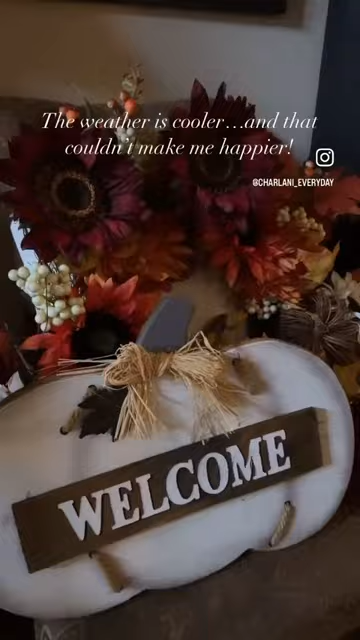 The weather is cooler...and that
couldn't make me happier!
@CHARLANI_EVERYDAY
WELCOME